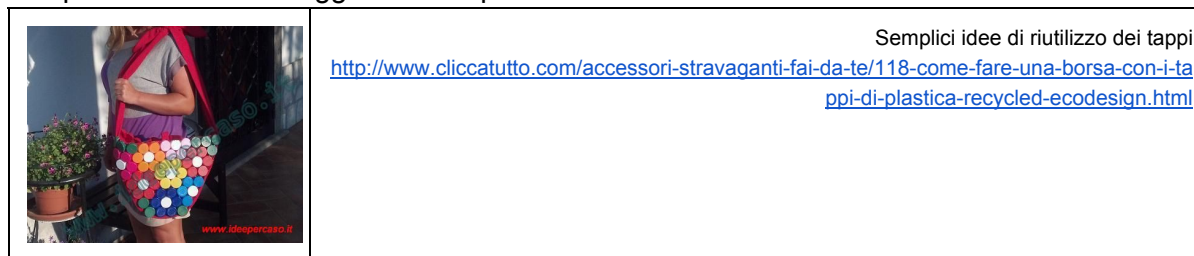 Semplici idee di riutilizzo dei tappi
http://www.cliccatutto.com/accessori-stravaganti-fai-da-te/118-come-fare-una-borsa-con-i-ta
ppi-di-plastica-recycled-ecodesign.html
www.ideepercaso.it